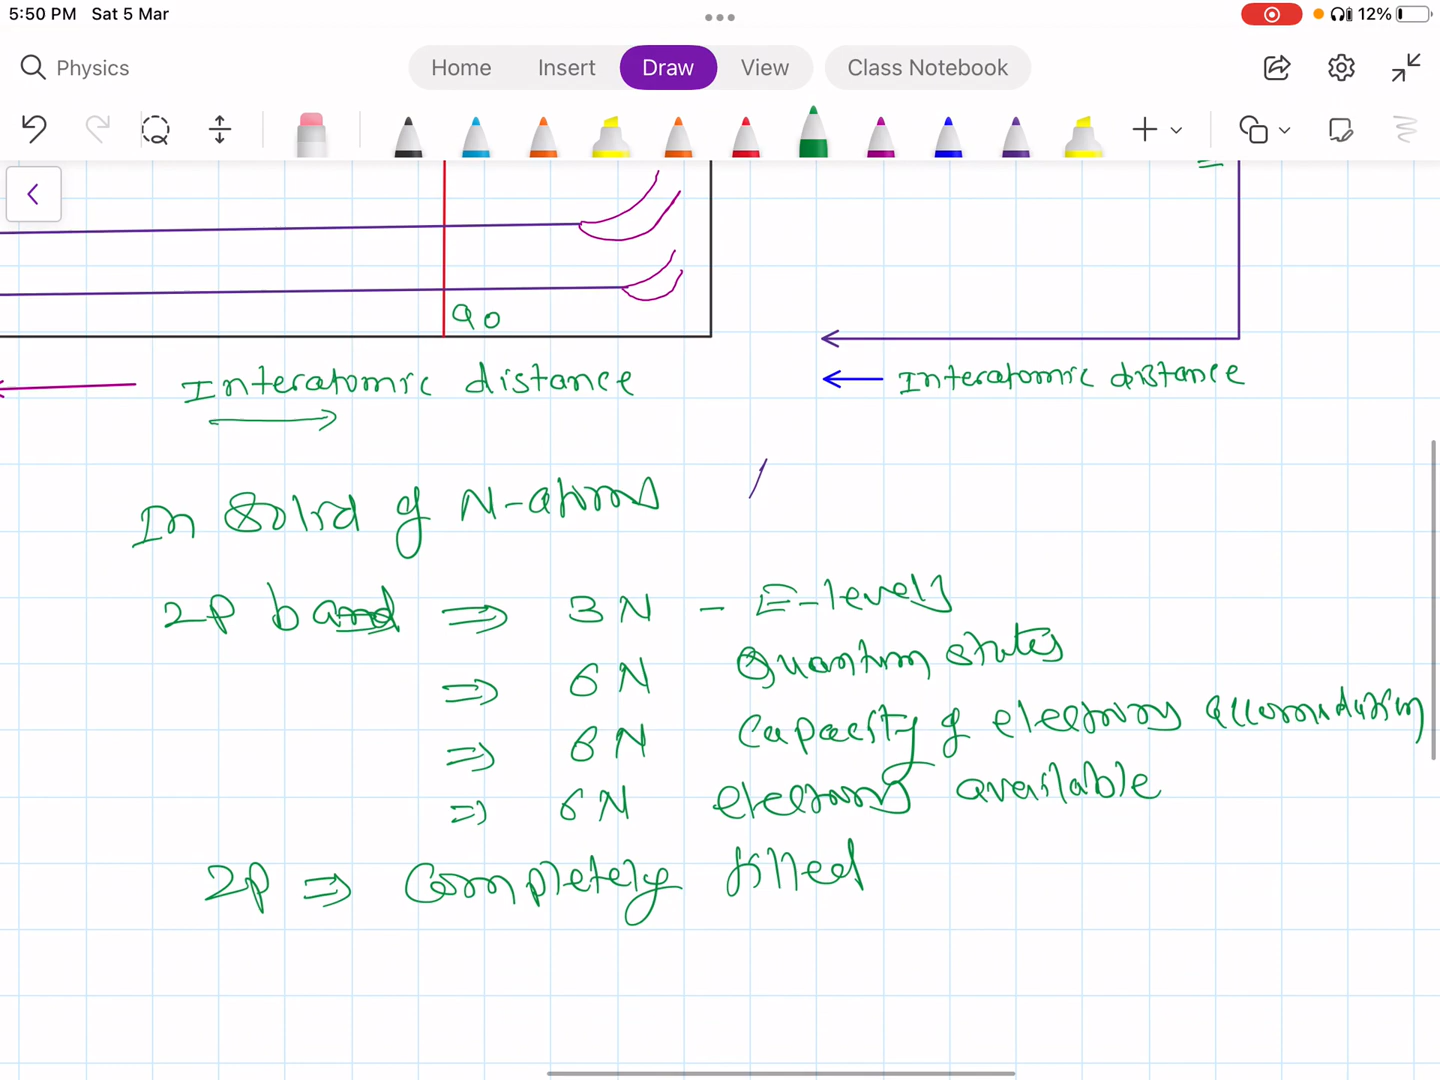 5:50 PM Sat 5 Mar
12%
Physics
Home Insert Draw View Class Notebook
a0
Interatomic distance
Interatomic distance
In Solid of N-atoms
2P band ⇒ 3N - E-levels
⇒ 6N Quantum states
⇒ 6N Capacity of electrons
⇒ 6N electrons available
2p ⇒ Completely filled